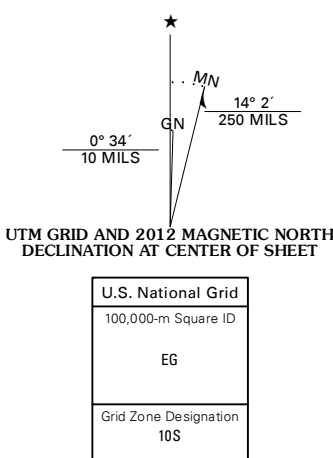 ★
MN
GN
14° 2´
250 MILS
0° 34´
10 MILS
UTM GRID AND 2012 MAGNETIC NORTH
DECLINATION AT CENTER OF SHEET
U.S. National Grid
100,000-m Square ID
EG
Grid Zone Designation
10S